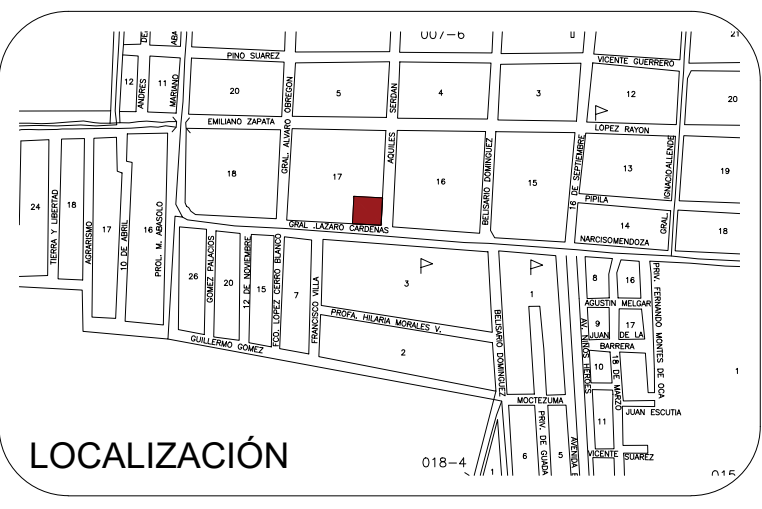 007-6
21
DE
ABA
PINO SUAREZ
VICENTE GUERRERO
12
ANDRES
11
MARIANO
20
GRAL. ALVARO OBREGON
5
AQUILES SERDAN
4
3
12
20
EMILIANO ZAPATA
LOPEZ RAYON
24
TIERRA Y LIBERTAD
18
AGRARISMO
17
10 DE ABRIL
16
PROL. M. ABASOLO
18
17
16
BELISARIO DOMINGUEZ
15
16 DE SEPTIEMBRE
13
GRAL. IGNACIO ALLENDE
19
PIPILA
14
18
GRAL .LAZARO CARDENAS
NARCISOMENDOZA
26
GOMEZ PALACIOS
20
12 DE NOVIEMBRE
15
FCO. LOPEZ CERRO BLANCO
7
FRANCISCO VILLA
3
1
8
16
PRIV. FERNANDO MONTES DE OCA
AGUSTIN MELGAR
PROFA. HILARIA MORALES V.
BELISARIO DOMINGUEZ
AV. NIÑOS HEROES
9
17
JUAN DE LA BARRERA
GUILLERMO GOMEZ
2
10
18 DE MARZO
1
MOCTEZUMA
JUAN ESCUTIA
PRIV. DE GUADA
11
6
5
AVENIDA E
VICENTE SUAREZ
LOCALIZACIÓN
018-4
1
015